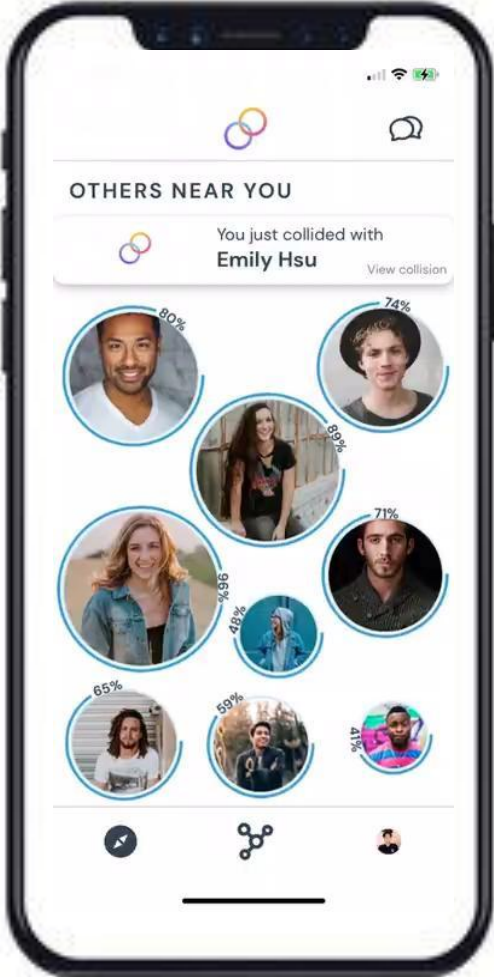 OTHERS NEAR YOU
You just collided with
Emily Hsu
View collision
80%
74%
89%
71%
96%
48%
65%
59%
41%